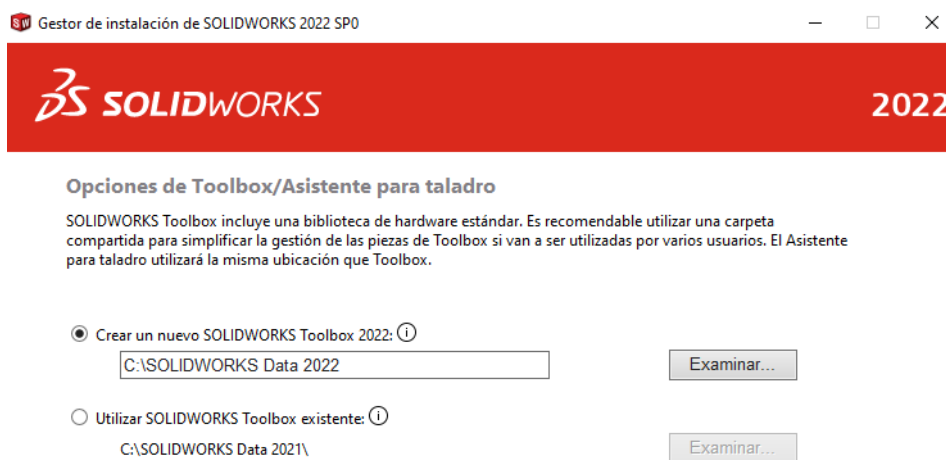 Gestor de instalación de SOLIDWORKS 2022 SP0
SOLIDWORKS
2022
Opciones de Toolbox/Asistente para taladro
SOLIDWORKS Toolbox incluye una biblioteca de hardware estándar. Es recomendable utilizar una carpeta
compartida para simplificar la gestión de las piezas de Toolbox si van a ser utilizadas por varios usuarios. El Asistente
para taladro utilizará la misma ubicación que Toolbox.
Crear un nuevo SOLIDWORKS Toolbox 2022:
C:\SOLIDWORKS Data 2022
Examinar...
Utilizar SOLIDWORKS Toolbox existente:
C:\SOLIDWORKS Data 2021\
Examinar...